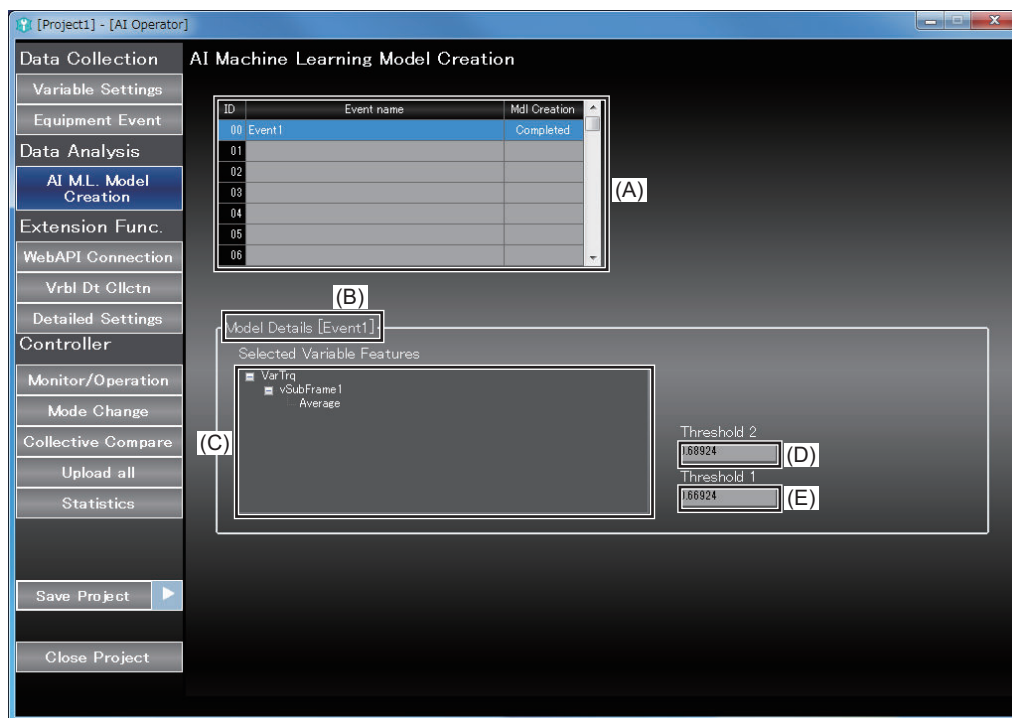 [Project1] - [AI Operator]
Data Collection
Variable Settings
Equipment Event
Data Analysis
AI M.L. Model
Creation
Extension Func.
WebAPI Connection
Vrbl Dt Cllctn
Detailed Settings
Controller
Monitor/Operation
Mode Change
Collective Compare
Upload all
Statistics
Save Project
Close Project
AI Machine Learning Model Creation
ID Event name Mdl Creation
00 Event1 Completed
01
02
03
04
05
06
(A)
(B)
Model Details [Event1]
Selected Variable Features
VarTrq
vSubFrame1
Average
(C)
Threshold 2
1.68924
(D)
Threshold 1
1.66924
(E)